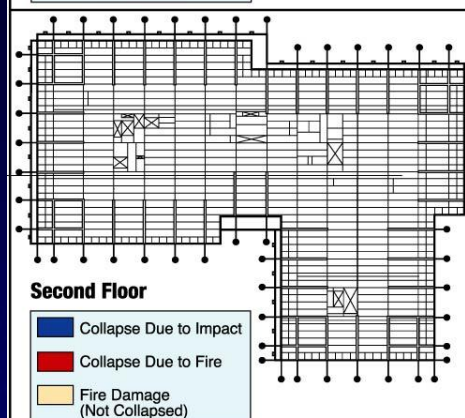 Second Floor
Collapse Due to Impact
Collapse Due to Fire
Fire Damage
(Not Collapsed)